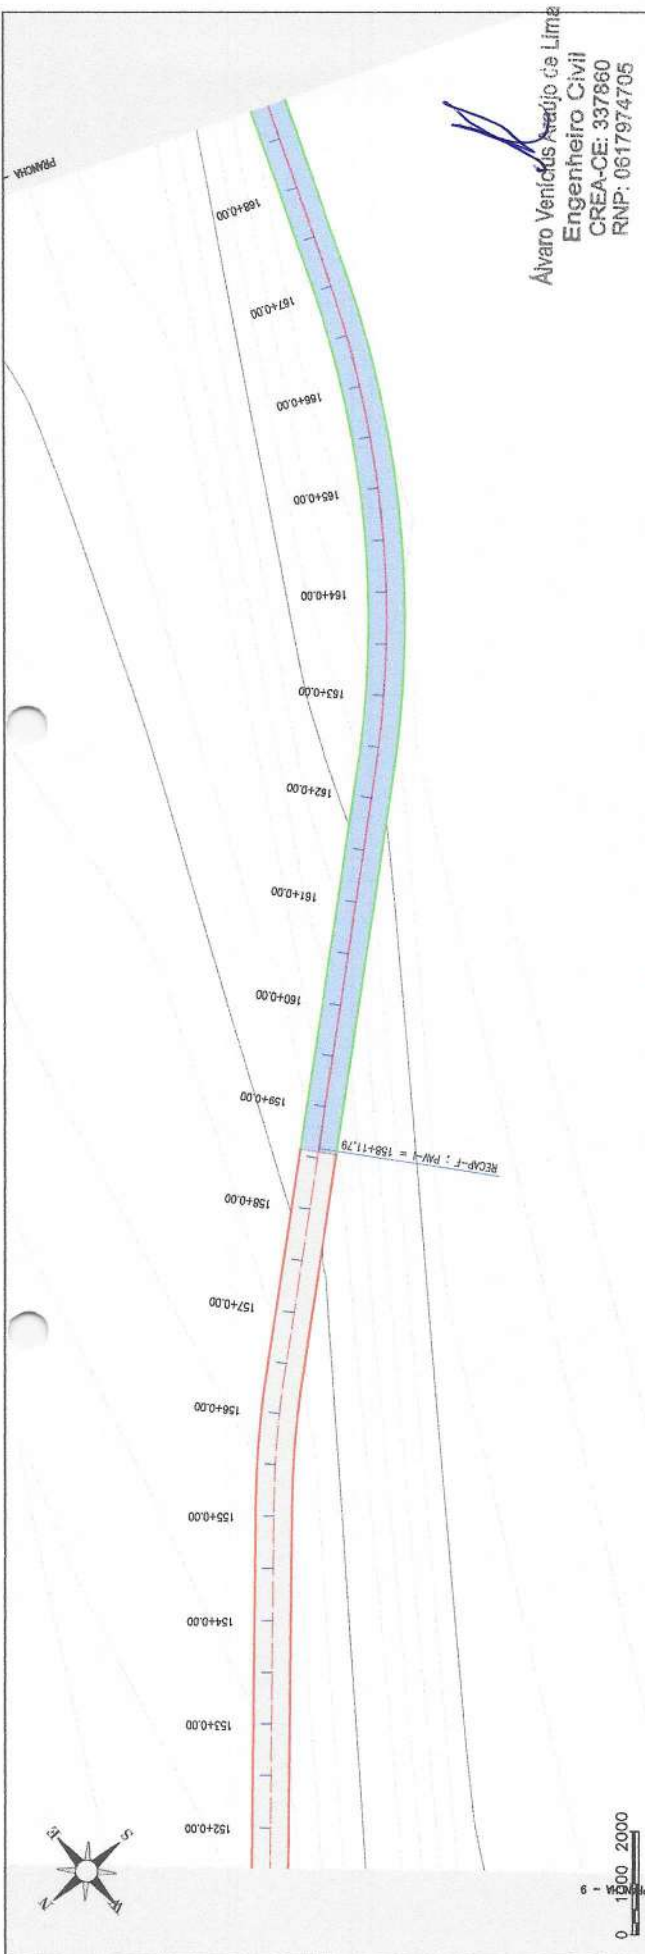 PRANCHA
168+0.00
167+0.00
166+0.00
165+0.00
164+0.00
163+0.00
162+0.00
161+0.00
160+0.00
159+0.00
RECAP-F : PAV-I = 158+11.79
158+0.00
157+0.00
156+0.00
155+0.00
154+0.00
153+0.00
152+0.00
N
E
S
W
PRANCHA - 9
0 1000 2000
Álvaro Venícius Araújo de Lima
Engenheiro Civil
CREA-CE: 337860
RNP: 0617974705